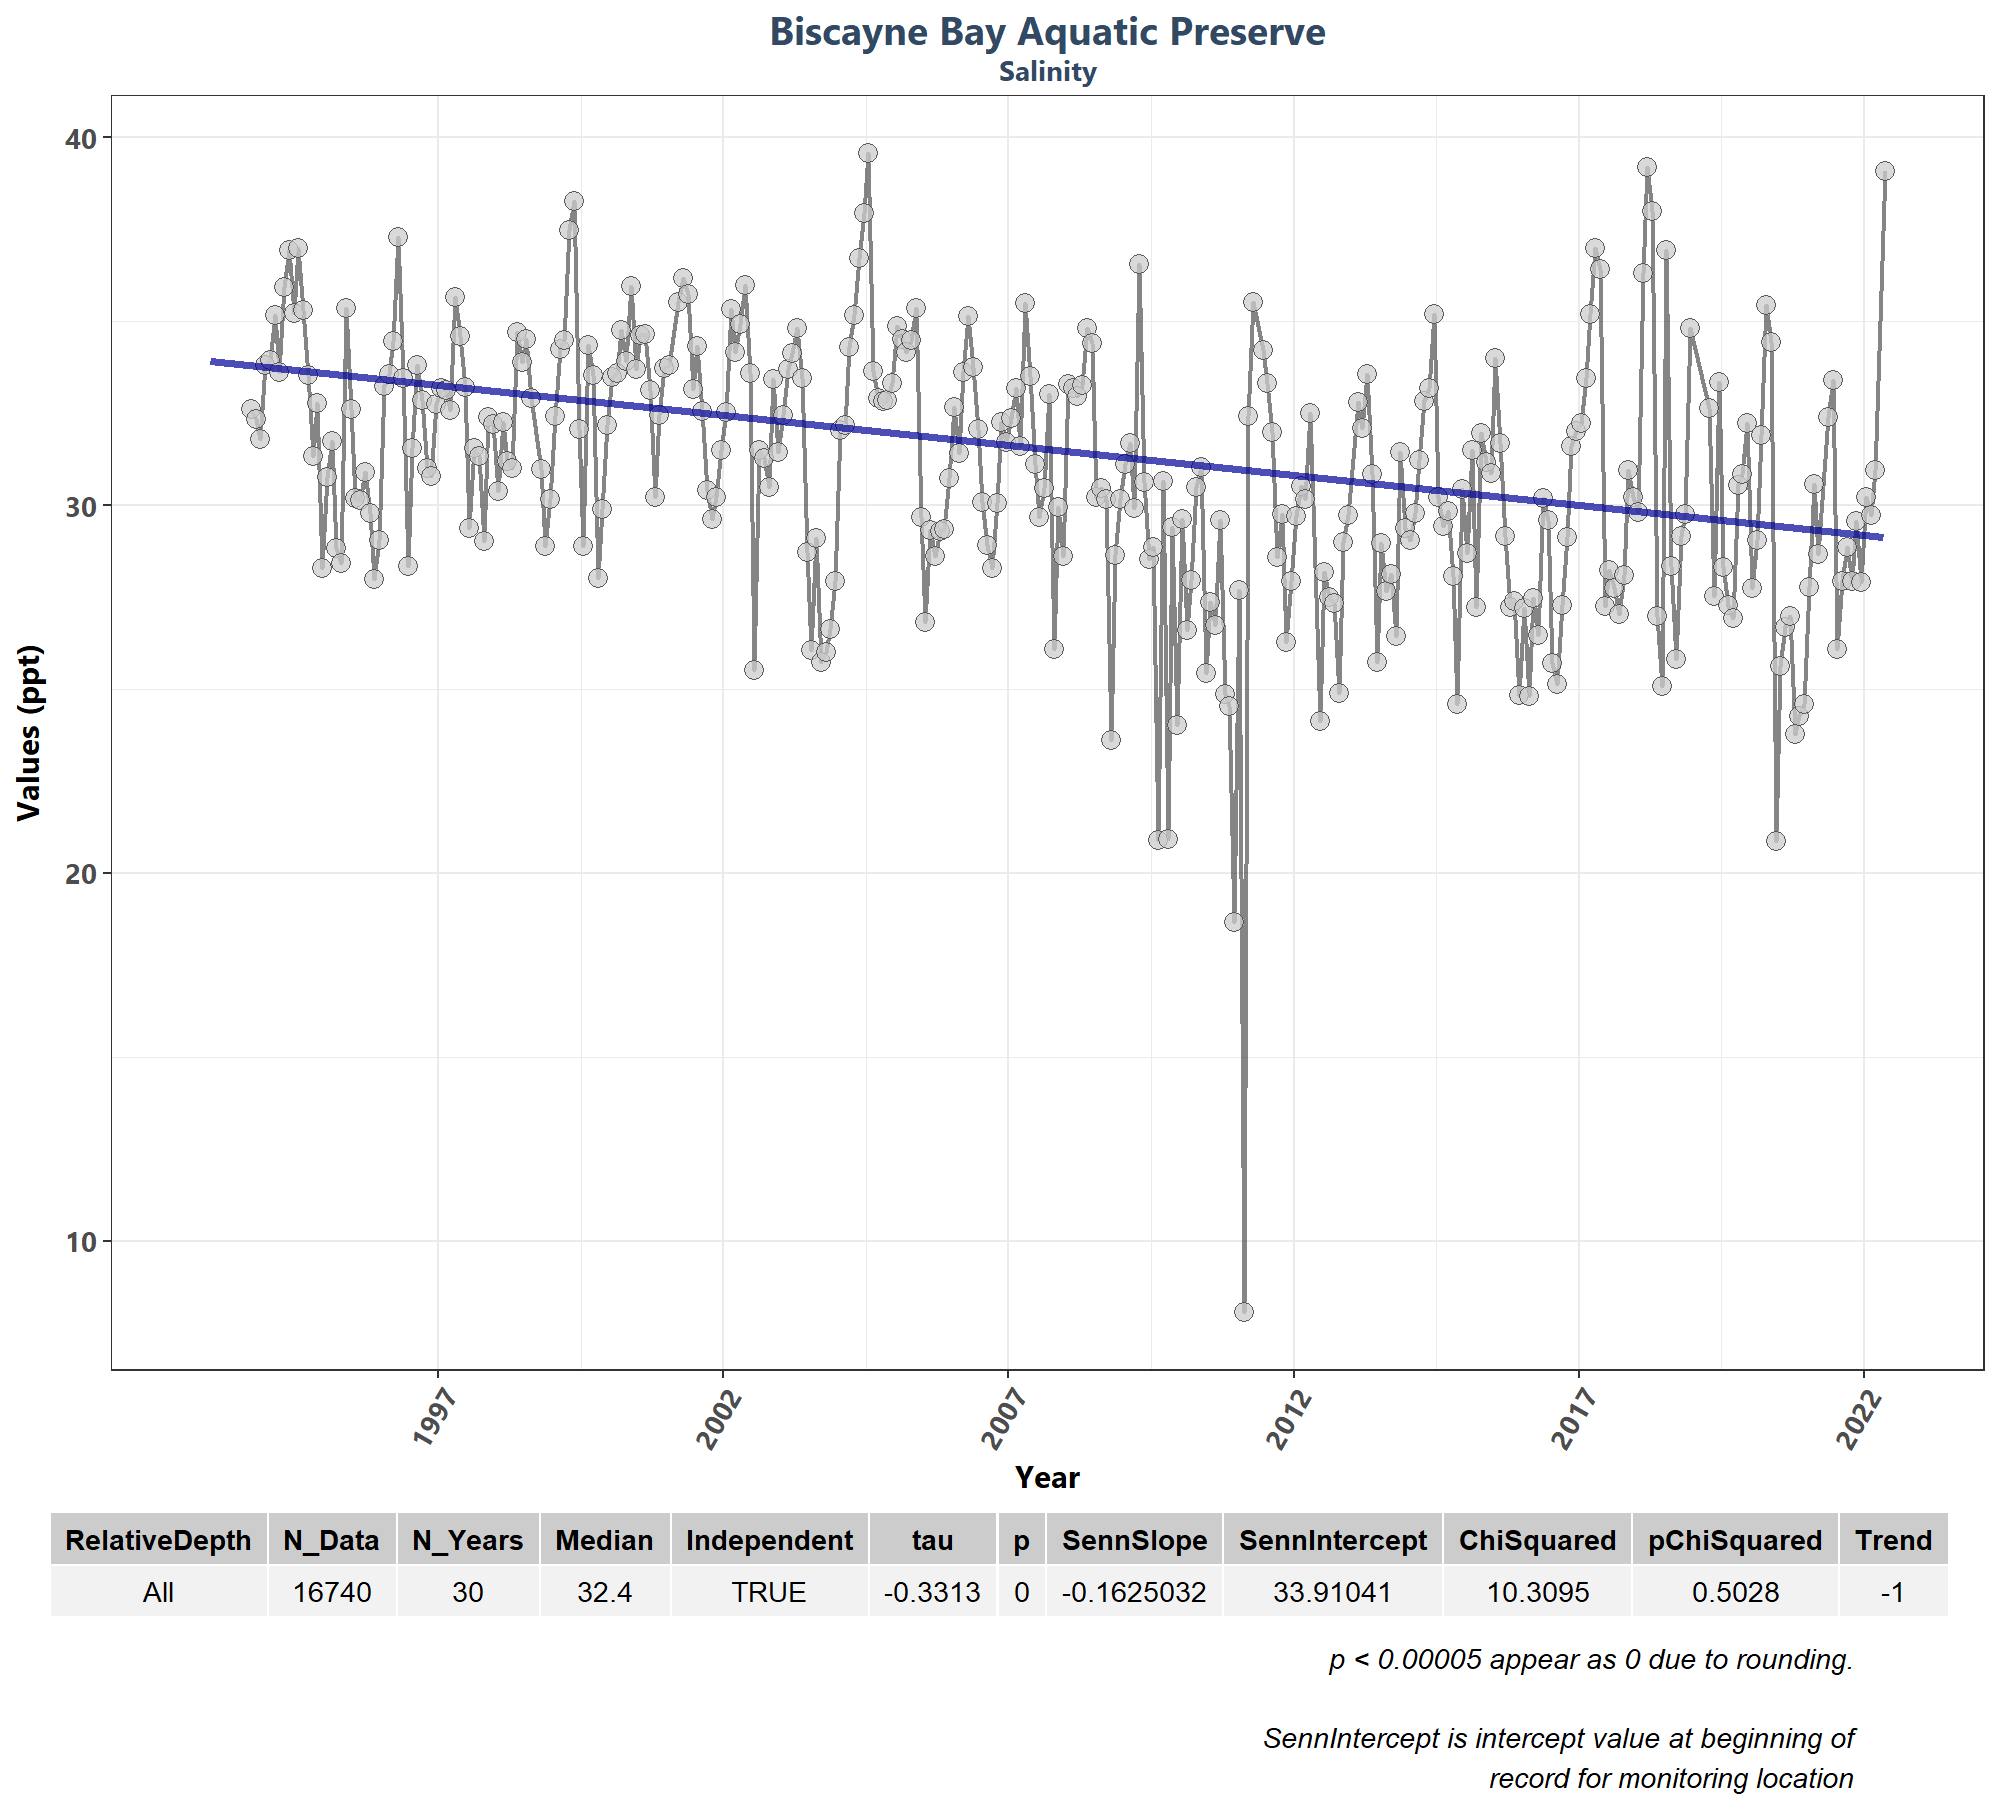 Biscayne Bay Aquatic Preserve
Salinity
40
30
20
10
Values (ppt)
1997 2002 2007 2012 2017 2022
Year
RelativeDepth N_Data N_Years Median Independent tau p SennSlope SennIntercept ChiSquared pChiSquared Trend
All 16740 30 32.4 TRUE -0.3313 0 -0.1625032 33.91041 10.3095 0.5028 -1
p < 0.00005 appear as 0 due to rounding.
SennIntercept is intercept value at beginning of
record for monitoring location